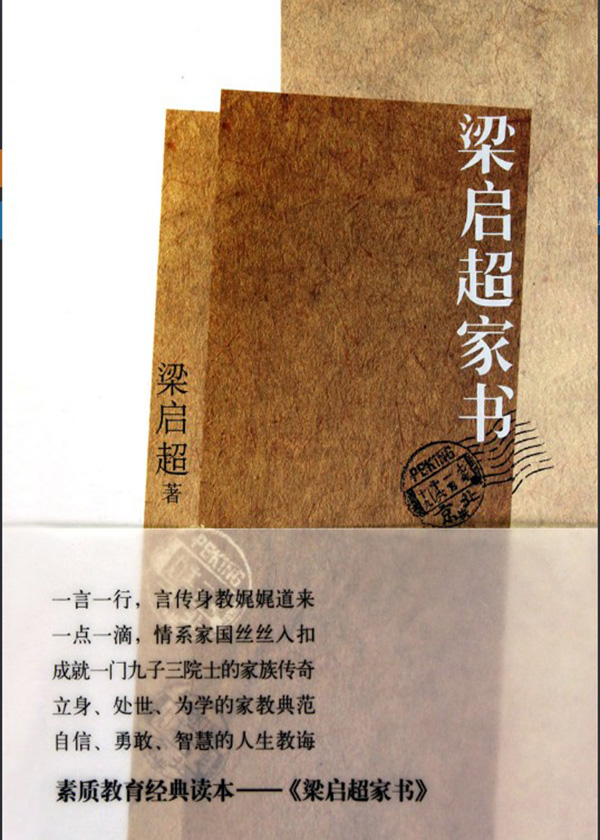 梁启超家书
梁启超 著
PEKING
北京
PEKING
一言一行，言传身教娓娓道来
一点一滴，情系家国丝丝入扣
成就一门九子三院士的家族传奇
立身、处世、为学的家教典范
自信、勇敢、智慧的人生教诲
素质教育经典读本——《梁启超家书》